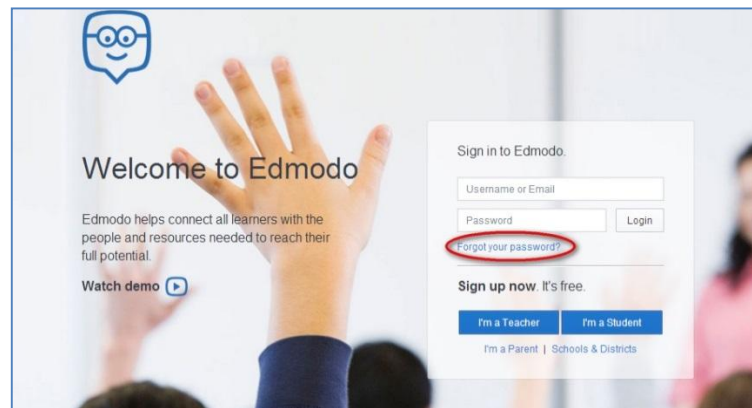 Welcome to Edmodo
Edmodo helps connect all learners with the
people and resources needed to reach their
full potential.
Watch demo
Sign in to Edmodo.
Username or Email
Password
Login
Forgot your password?
Sign up now. It's free.
I'm a Teacher
I'm a Student
I'm a Parent | Schools & Districts